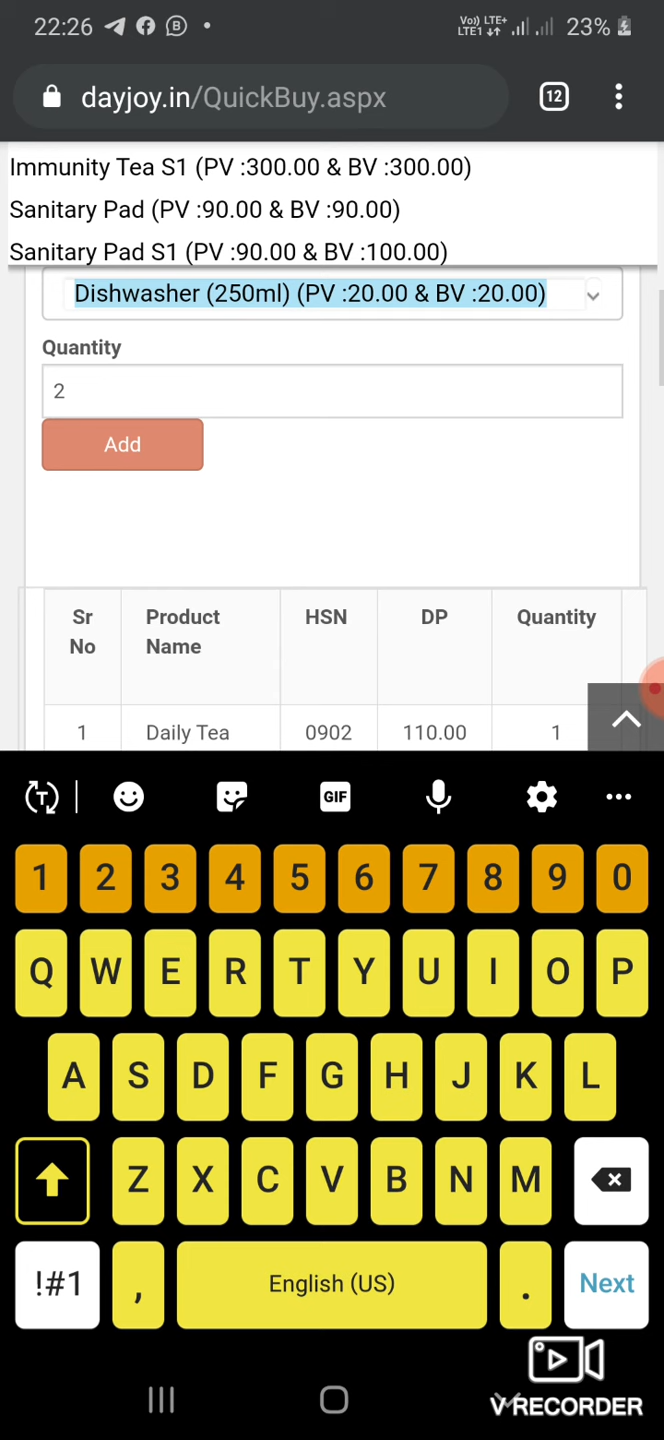 22:26
Vo)) LTE+
LTE1
23%
dayjoy.in/QuickBuy.aspx
12
Immunity Tea S1 (PV :300.00 & BV :300.00)
Sanitary Pad (PV :90.00 & BV :90.00)
Sanitary Pad S1 (PV :90.00 & BV :100.00)
Dishwasher (250ml) (PV :20.00 & BV :20.00)
Quantity
2
Add
Sr No Product Name HSN DP Quantity
1 Daily Tea 0902 110.00 1
T GIF
1 2 3 4 5 6 7 8 9 0
Q W E R T Y U I O P
A S D F G H J K L
Z X C V B N M
!#1 , English (US) . Next
V RECORDER